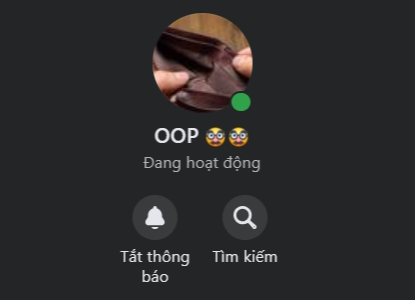 OOP 🥸🥸
Đang hoạt động
Tắt thông
báo
Tìm kiếm